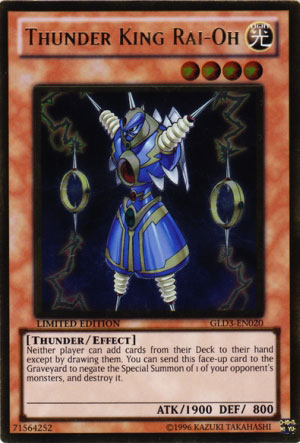 THUNDER KING RAI-OH
LIGHT
光
LIMITED EDITION
GLD3-EN020
[THUNDER/EFFECT]
Neither player can add cards from their Deck to their hand
except by drawing them. You can send this face-up card to the
Graveyard to negate the Special Summon of 1 of your opponent's
monsters, and destroy it.
ATK/1900 DEF/ 800
71564252
©1996 KAZUKI TAKAHASHI